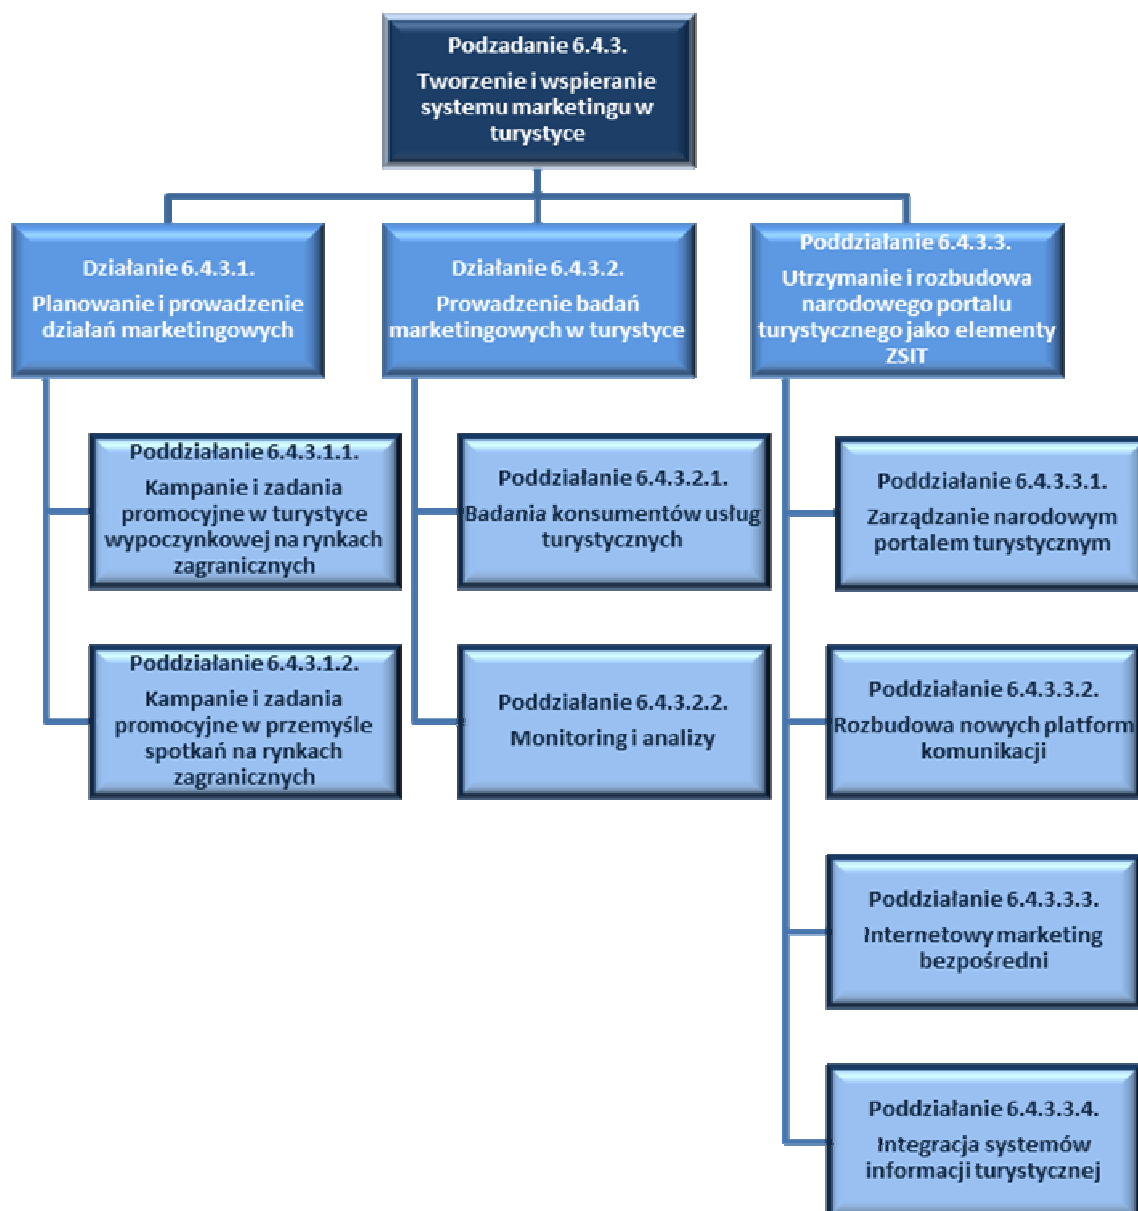 Podzadanie 6.4.3.
Tworzenie i wspieranie
systemu marketingu w
turystyce
Działanie 6.4.3.1.
Planowanie i prowadzenie
działań marketingowych
Działanie 6.4.3.2.
Prowadzenie badań
marketingowych w turystyce
Poddziałanie 6.4.3.3.
Utrzymanie i rozbudowa
narodowego portalu
turystycznego jako elementy
ZSIT
Poddziałanie 6.4.3.1.1.
Kampanie i zadania
promocyjne w turystyce
wypoczynkowej na rynkach
zagranicznych
Poddziałanie 6.4.3.1.2.
Kampanie i zadania
promocyjne w przemyśle
spotkań na rynkach
zagranicznych
Poddziałanie 6.4.3.2.1.
Badania konsumentów usług
turystycznych
Poddziałanie 6.4.3.2.2.
Monitoring i analizy
Poddziałanie 6.4.3.3.1.
Zarządzanie narodowym
portalem turystycznym
Poddziałanie 6.4.3.3.2.
Rozbudowa nowych platform
komunikacji
Poddziałanie 6.4.3.3.3.
Internetowy marketing
bezpośredni
Poddziałanie 6.4.3.3.4.
Integracja systemów
informacji turystycznej